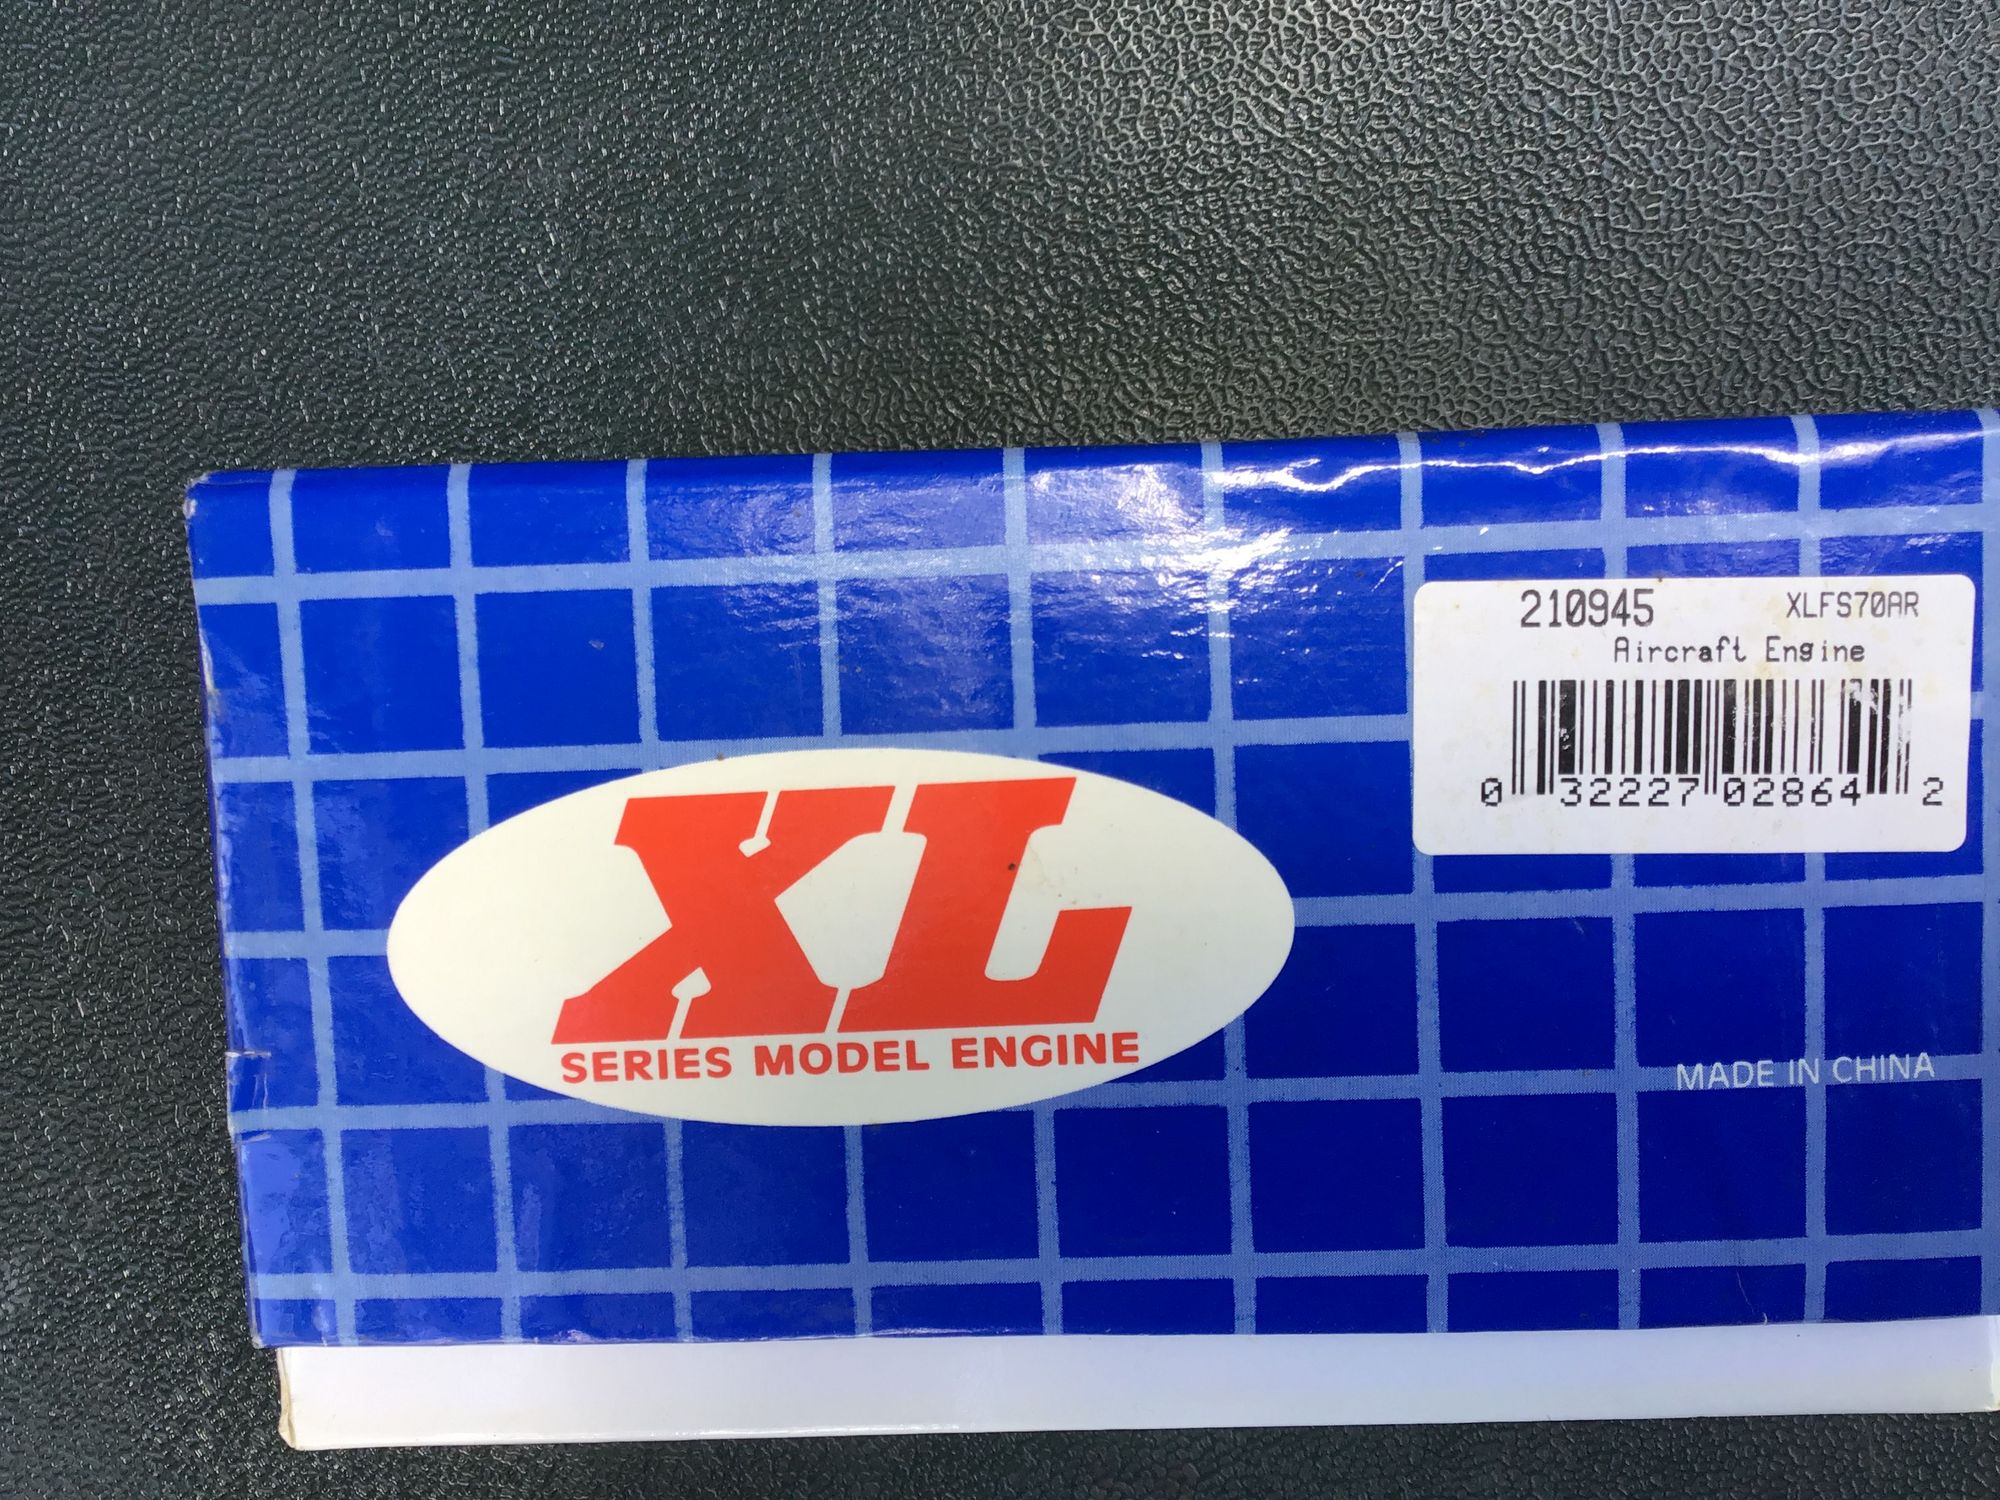 210945 XLFS70AR
Aircraft Engine
0 32227 02864 2
XL
SERIES MODEL ENGINE
MADE IN CHINA